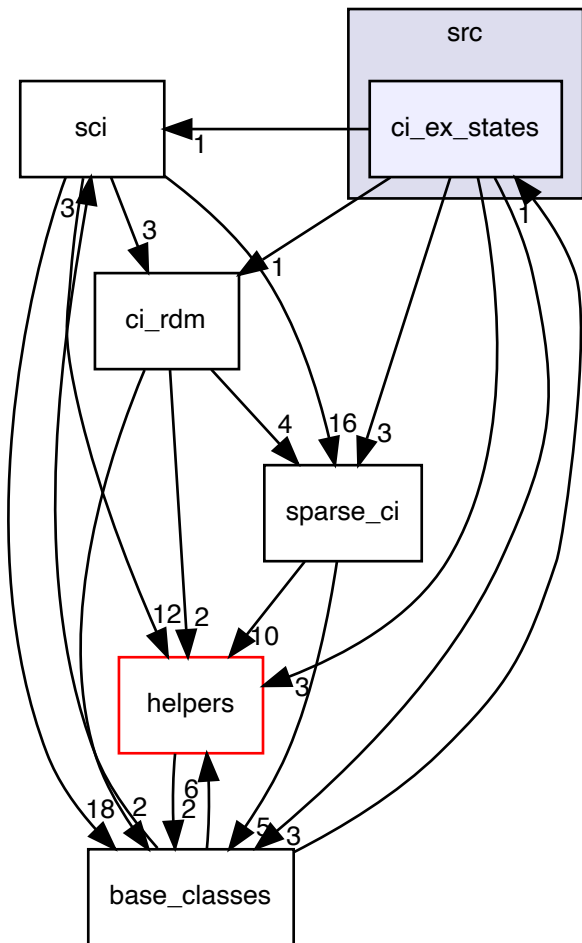 src
sci
ci_ex_states
1
3
1
3
1
ci_rdm
4
16
3
sparse_ci
12
2
10
helpers
3
6
18
2
2
5
3
base_classes